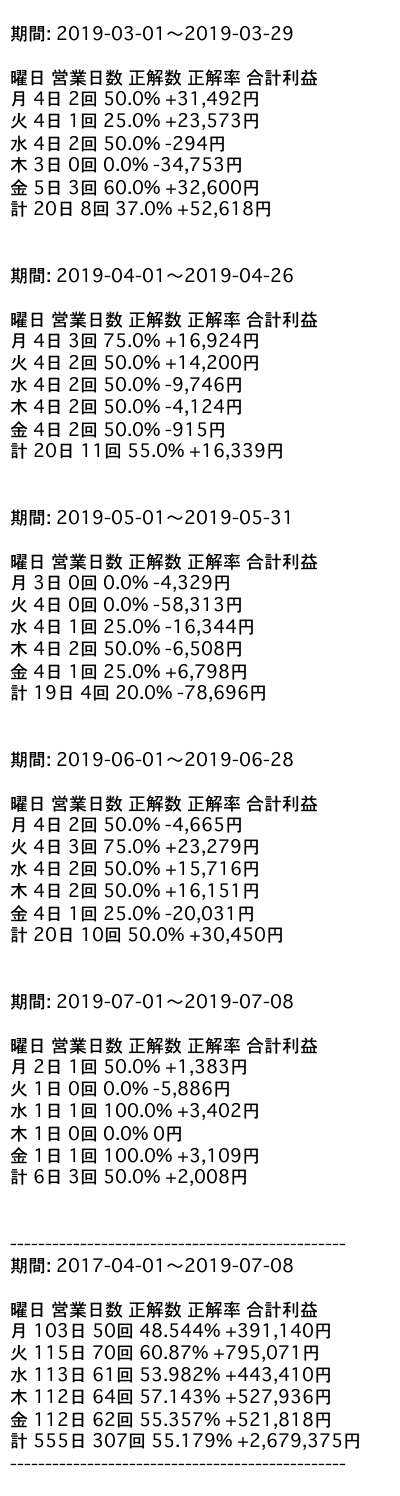 期間: 2019-03-01～2019-03-29
曜日 営業日数 正解数 正解率 合計利益
月 4日 2回 50.0% +31,492円
火 4日 1回 25.0% +23,573円
水 4日 2回 50.0% -294円
木 3日 0回 0.0% -34,753円
金 5日 3回 60.0% +32,600円
計 20日 8回 37.0% +52,618円
期間: 2019-04-01～2019-04-26
曜日 営業日数 正解数 正解率 合計利益
月 4日 3回 75.0% +16,924円
火 4日 2回 50.0% +14,200円
水 4日 2回 50.0% -9,746円
木 4日 2回 50.0% -4,124円
金 4日 2回 50.0% -915円
計 20日 11回 55.0% +16,339円
期間: 2019-05-01～2019-05-31
曜日 営業日数 正解数 正解率 合計利益
月 3日 0回 0.0% -4,329円
火 4日 0回 0.0% -58,313円
水 4日 1回 25.0% -16,344円
木 4日 2回 50.0% -6,508円
金 4日 1回 25.0% +6,798円
計 19日 4回 20.0% -78,696円
期間: 2019-06-01～2019-06-28
曜日 営業日数 正解数 正解率 合計利益
月 4日 2回 50.0% -4,665円
火 4日 3回 75.0% +23,279円
水 4日 2回 50.0% +15,716円
木 4日 2回 50.0% +16,151円
金 4日 1回 25.0% -20,031円
計 20日 10回 50.0% +30,450円
期間: 2019-07-01～2019-07-08
曜日 営業日数 正解数 正解率 合計利益
月 2日 1回 50.0% +1,383円
火 1日 0回 0.0% -5,886円
水 1日 1回 100.0% +3,402円
木 1日 0回 0.0% 0円
金 1日 1回 100.0% +3,109円
計 6日 3回 50.0% +2,008円
------------------------------------------------
期間: 2017-04-01～2019-07-08
曜日 営業日数 正解数 正解率 合計利益
月 103日 50回 48.544% +391,140円
火 115日 70回 60.87% +795,071円
水 113日 61回 53.982% +443,410円
木 112日 64回 57.143% +527,936円
金 112日 62回 55.357% +521,818円
計 555日 307回 55.179% +2,679,375円
------------------------------------------------